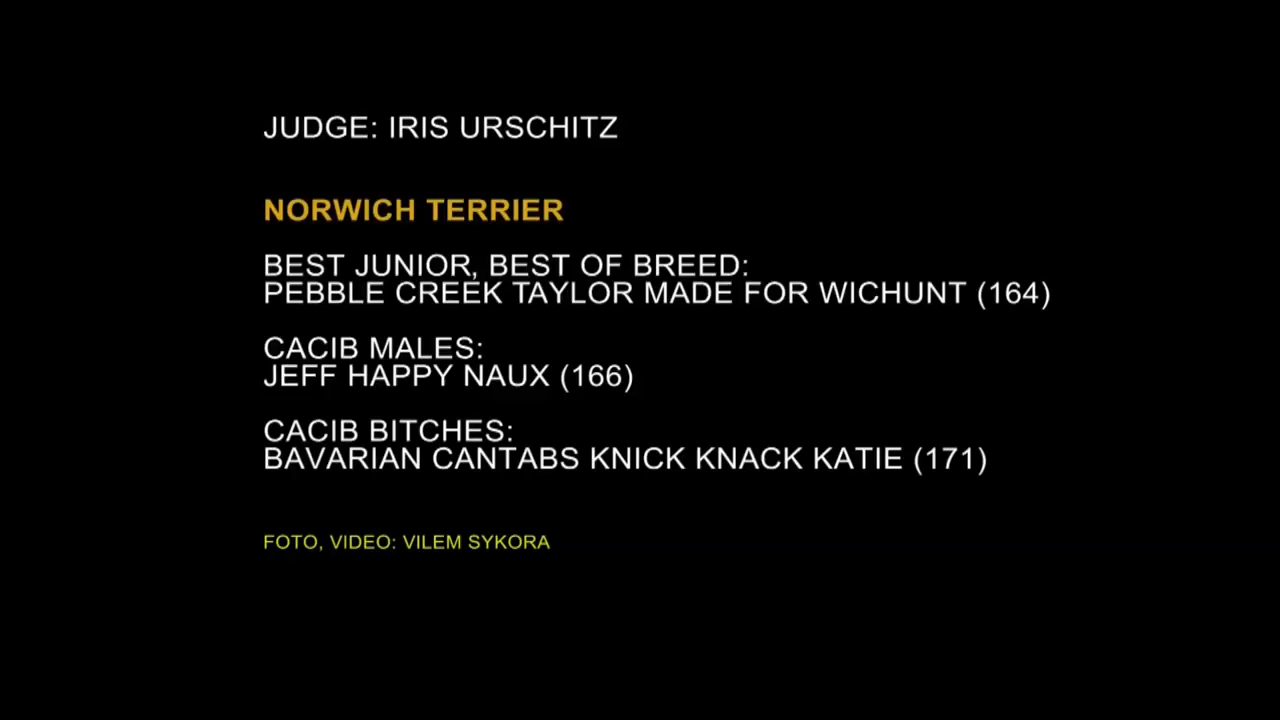 JUDGE: IRIS URSCHITZ
NORWICH TERRIER
BEST JUNIOR, BEST OF BREED:
PEBBLE CREEK TAYLOR MADE FOR WICHUNT (164)
CACIB MALES:
JEFF HAPPY NAUX (166)
CACIB BITCHES:
BAVARIAN CANTABS KNICK KNACK KATIE (171)
FOTO, VIDEO: VILEM SYKORA